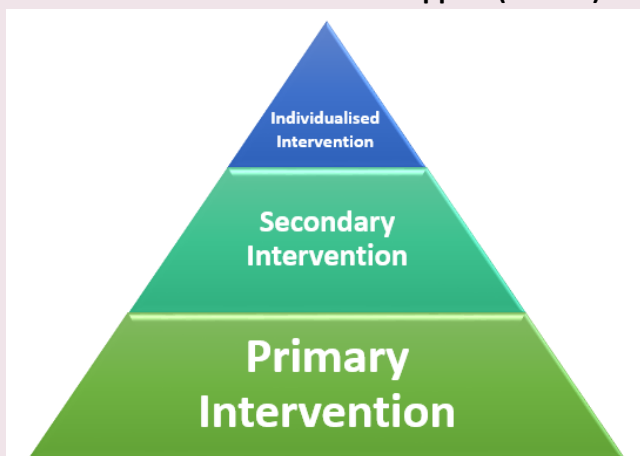 Individualised
Intervention
Secondary
Intervention
Primary
Intervention